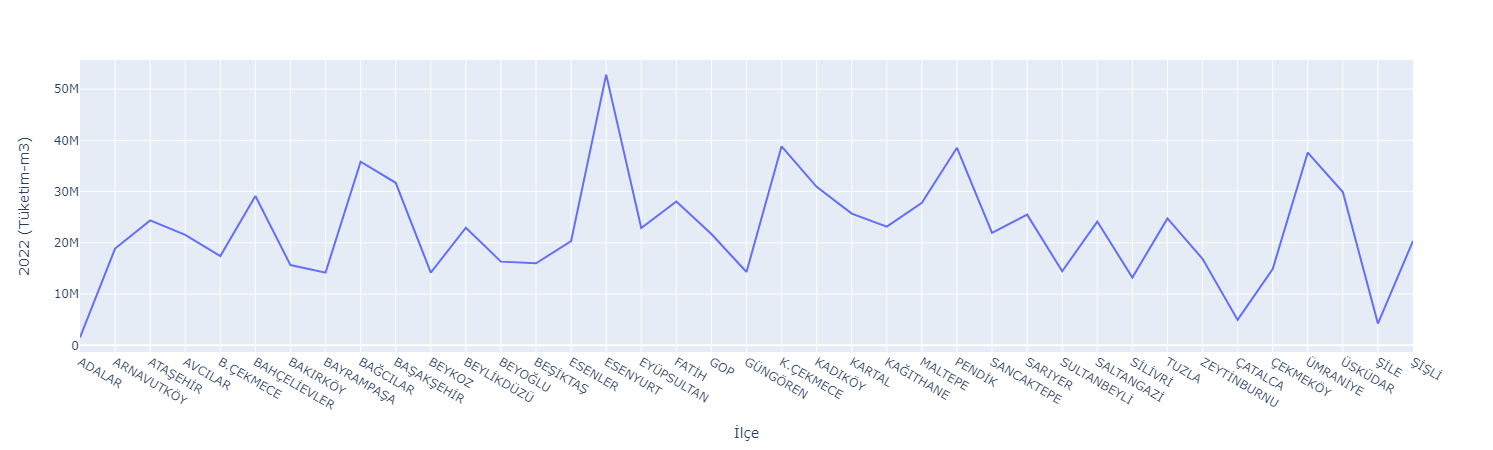 50M
40M
30M
20M
10M
0
2022 (Tüketim-m3)
ADALAR
ARNAVUTKÖY
ATAŞEHİR
AVCILAR
B.ÇEKMECE
BAHÇELİEVLER
BAKIRKÖY
BAYRAMPAŞA
BAĞCILAR
BAŞAKŞEHİR
BEYKOZ
BEYLİKDÜZÜ
BEYOĞLU
BEŞİKTAŞ
ESENLER
ESENYURT
EYÜPSULTAN
FATİH
GOP
GÜNGÖREN
K.ÇEKMECE
KADIKÖY
KARTAL
KAĞITHANE
MALTEPE
PENDİK
SANCAKTEPE
SARIYER
SULTANBEYLİ
SALTANGAZİ
SİLİVRİ
TUZLA
ZEYTİNBURNU
ÇATALCA
ÇEKMEKÖY
ÜMRANİYE
ÜSKÜDAR
ŞİLE
ŞİŞLİ
İlçe